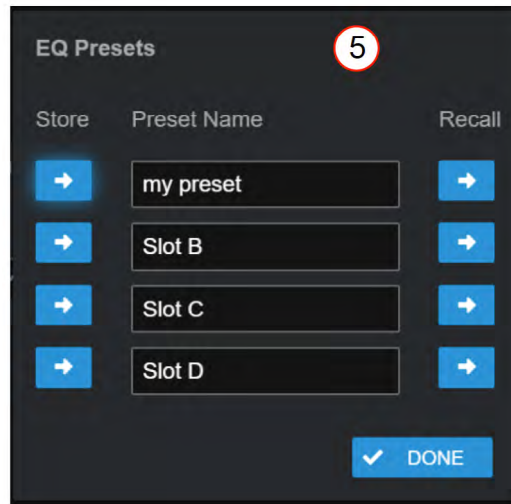 EQ Presets
5
Store Preset Name Recall
my preset
Slot B
Slot C
Slot D
DONE